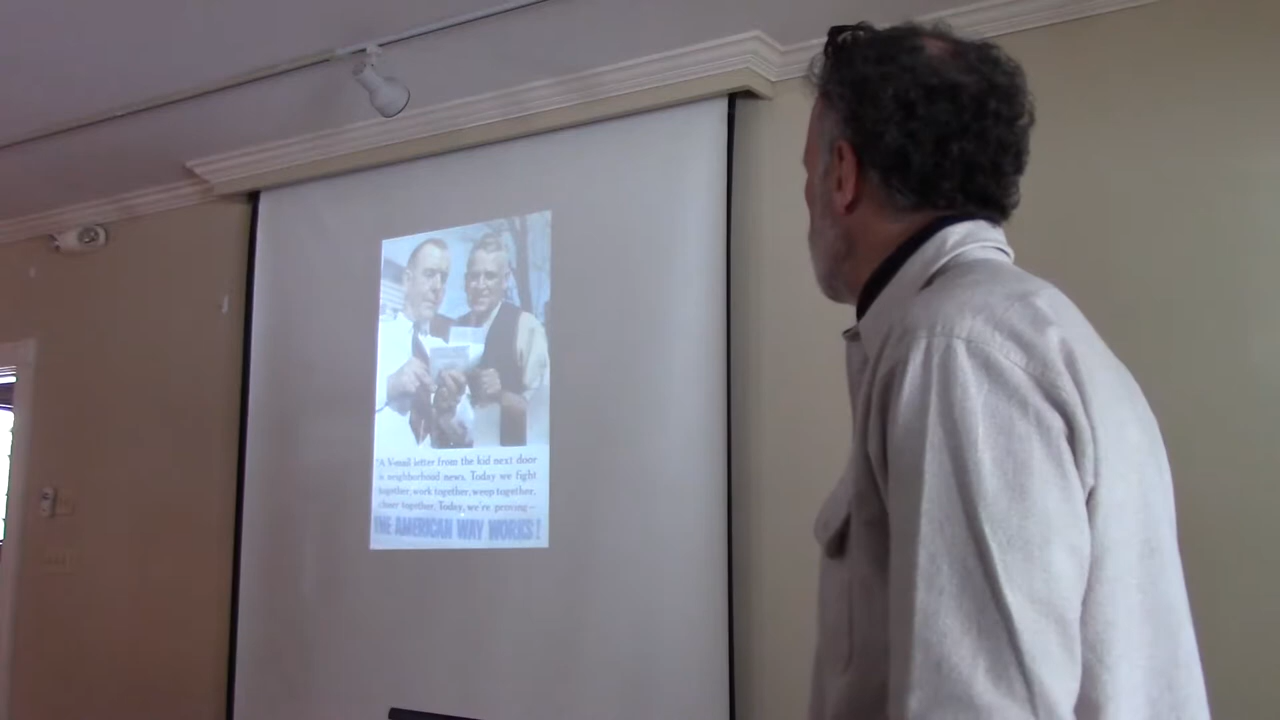 "A V-mail letter from the kid next door
is neighborhood news. Today we fight
together, work together, weep together,
cheer together. Today, we're proving—
THE AMERICAN WAY WORKS!